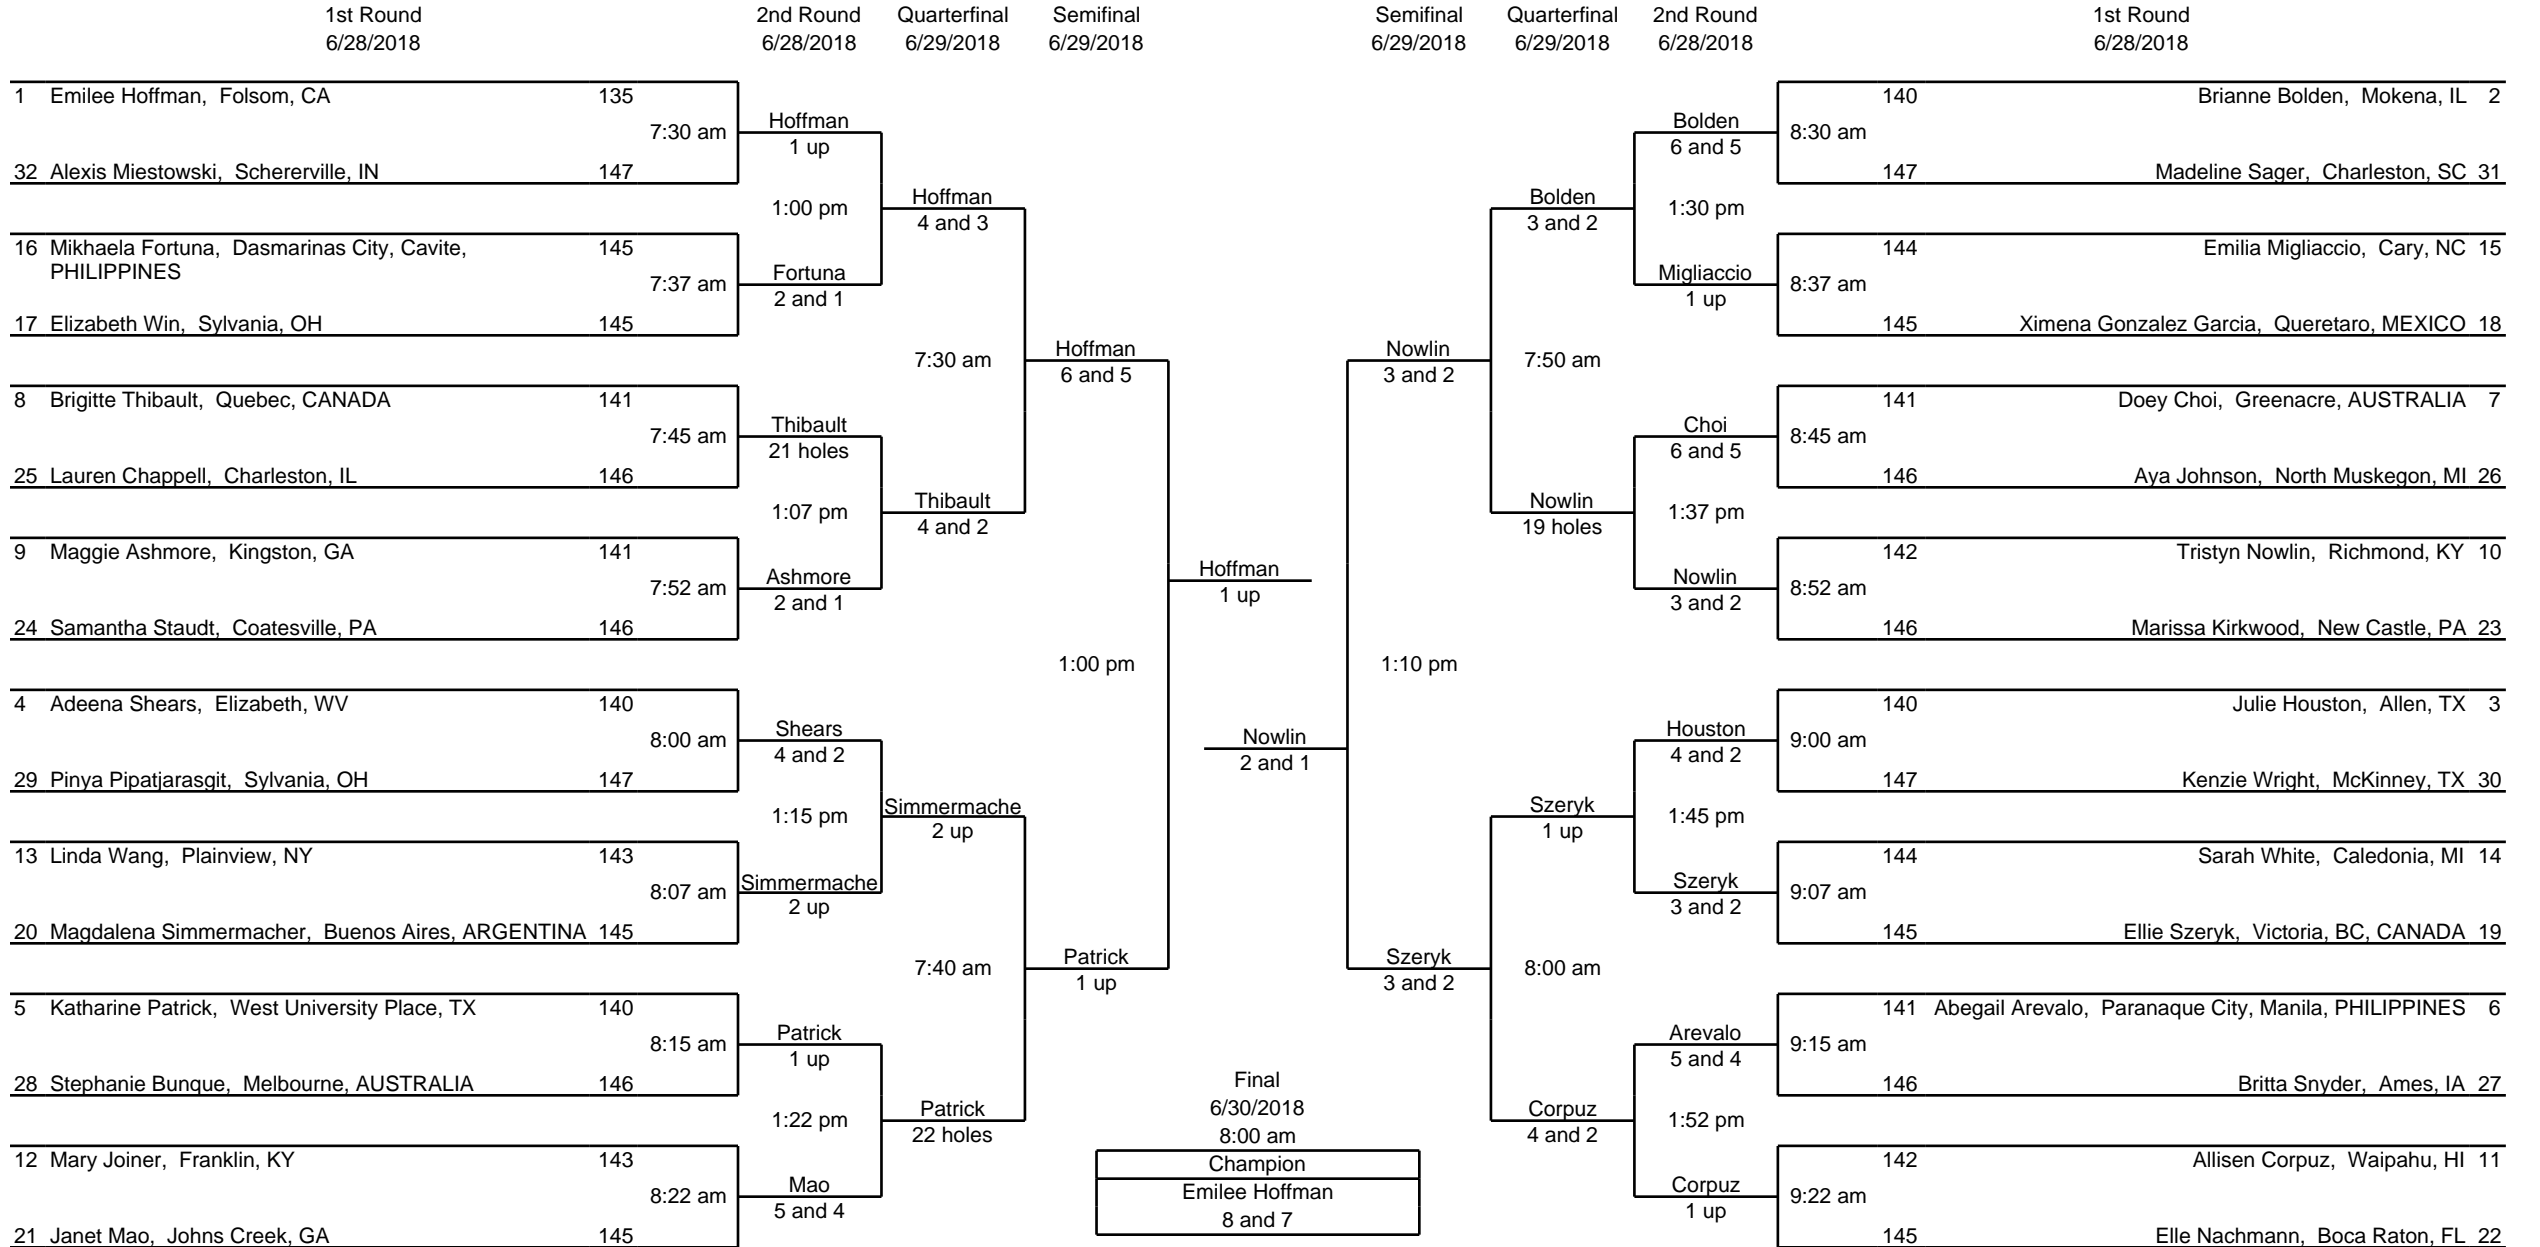 1st Round 2nd Round Quarterfinal Semifinal Semifinal Quarterfinal 2nd Round 1st Round
6/28/2018 6/28/2018 6/29/2018 6/29/2018 6/29/2018 6/29/2018 6/28/2018 6/28/2018
1 Emilee Hoffman, Folsom, CA 135
7:30 am
32 Alexis Miestowski, Schererville, IN 147
16 Mikhaela Fortuna, Dasmarinas City, Cavite, 145
PHILIPPINES
7:37 am
17 Elizabeth Win, Sylvania, OH 145
8 Brigitte Thibault, Quebec, CANADA 141
7:45 am
25 Lauren Chappell, Charleston, IL 146
9 Maggie Ashmore, Kingston, GA 141
7:52 am
24 Samantha Staudt, Coatesville, PA 146
4 Adeena Shears, Elizabeth, WV 140
8:00 am
29 Pinya Pipatjarasgit, Sylvania, OH 147
13 Linda Wang, Plainview, NY 143
8:07 am
20 Magdalena Simmermacher, Buenos Aires, ARGENTINA 145
5 Katharine Patrick, West University Place, TX 140
8:15 am
28 Stephanie Bunque, Melbourne, AUSTRALIA 146
12 Mary Joiner, Franklin, KY 143
8:22 am
21 Janet Mao, Johns Creek, GA 145
Hoffman
1 up
1:00 pm
Fortuna
2 and 1
Thibault
21 holes
1:07 pm
Ashmore
2 and 1
Shears
4 and 2
1:15 pm
Simmermache
2 up
Patrick
1 up
1:22 pm
Mao
5 and 4
Hoffman
4 and 3
7:30 am
Thibault
4 and 2
Simmermache
2 up
7:40 am
Patrick
22 holes
Hoffman
6 and 5
1:00 pm
Patrick
1 up
Hoffman
1 up
Nowlin
2 and 1
Final
6/30/2018
8:00 am
Champion
Emilee Hoffman
8 and 7
Nowlin
3 and 2
1:10 pm
Szeryk
3 and 2
Bolden
3 and 2
7:50 am
Nowlin
19 holes
Szeryk
1 up
8:00 am
Corpuz
4 and 2
Bolden
6 and 5
1:30 pm
Migliaccio
1 up
Choi
6 and 5
1:37 pm
Nowlin
3 and 2
Houston
4 and 2
1:45 pm
Szeryk
3 and 2
Arevalo
5 and 4
1:52 pm
Corpuz
1 up
140 Brianne Bolden, Mokena, IL 2
8:30 am
147 Madeline Sager, Charleston, SC 31
144 Emilia Migliaccio, Cary, NC 15
8:37 am
145 Ximena Gonzalez Garcia, Queretaro, MEXICO 18
141 Doey Choi, Greenacre, AUSTRALIA 7
8:45 am
146 Aya Johnson, North Muskegon, MI 26
142 Tristyn Nowlin, Richmond, KY 10
8:52 am
146 Marissa Kirkwood, New Castle, PA 23
140 Julie Houston, Allen, TX 3
9:00 am
147 Kenzie Wright, McKinney, TX 30
144 Sarah White, Caledonia, MI 14
9:07 am
145 Ellie Szeryk, Victoria, BC, CANADA 19
141 Abegail Arevalo, Paranaque City, Manila, PHILIPPINES 6
9:15 am
146 Britta Snyder, Ames, IA 27
142 Allisen Corpuz, Waipahu, HI 11
9:22 am
145 Elle Nachmann, Boca Raton, FL 22